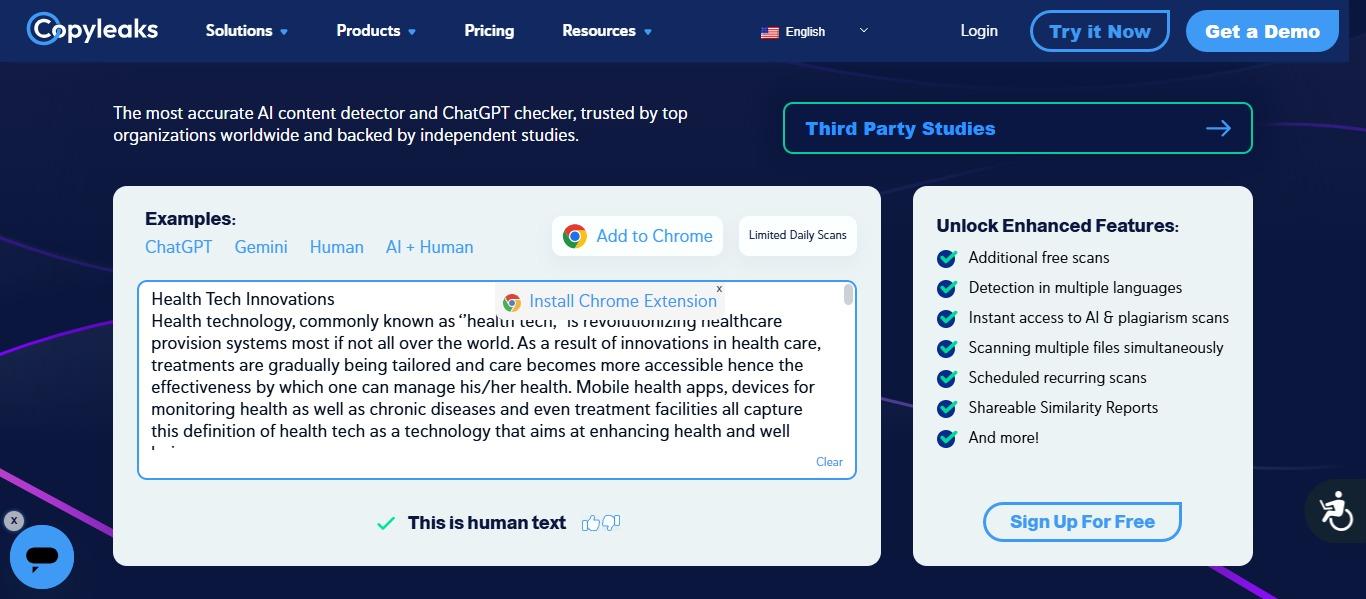 Copyleaks
Solutions
Products
Pricing
Resources
English
Login
Try it Now
Get a Demo
The most accurate AI content detector and ChatGPT checker, trusted by top
organizations worldwide and backed by independent studies.
Third Party Studies
Examples:
ChatGPT
Gemini
Human
AI + Human
Add to Chrome
Limited Daily Scans
Install Chrome Extension
x
Health Tech Innovations
Health technology, commonly known as ‘’health tech,’’ is revolutionizing healthcare
provision systems most if not all over the world. As a result of innovations in health care,
treatments are gradually being tailored and care becomes more accessible hence the
effectiveness by which one can manage his/her health. Mobile health apps, devices for
monitoring health as well as chronic diseases and even treatment facilities all capture
this definition of health tech as a technology that aims at enhancing health and well
Clear
This is human text
Unlock Enhanced Features:
Additional free scans
Detection in multiple languages
Instant access to AI & plagiarism scans
Scanning multiple files simultaneously
Scheduled recurring scans
Shareable Similarity Reports
And more!
Sign Up For Free
x